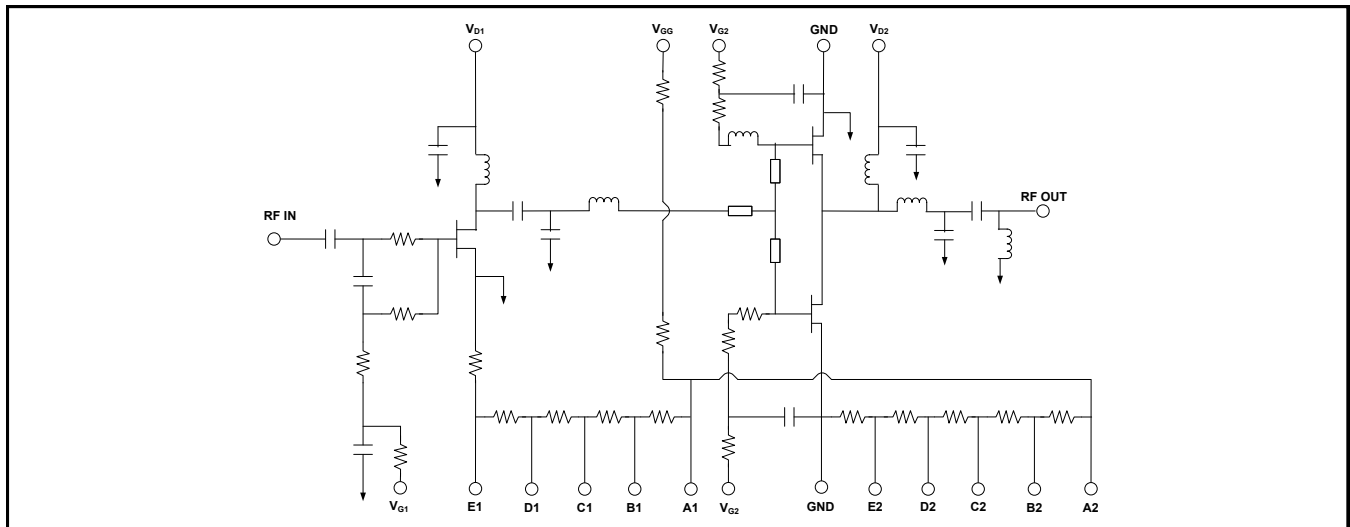 VD1
VGG
VG2
GND
VD2
RF IN
RF OUT
VG1
E1
D1
C1
B1
A1
VG2
GND
E2
D2
C2
B2
A2